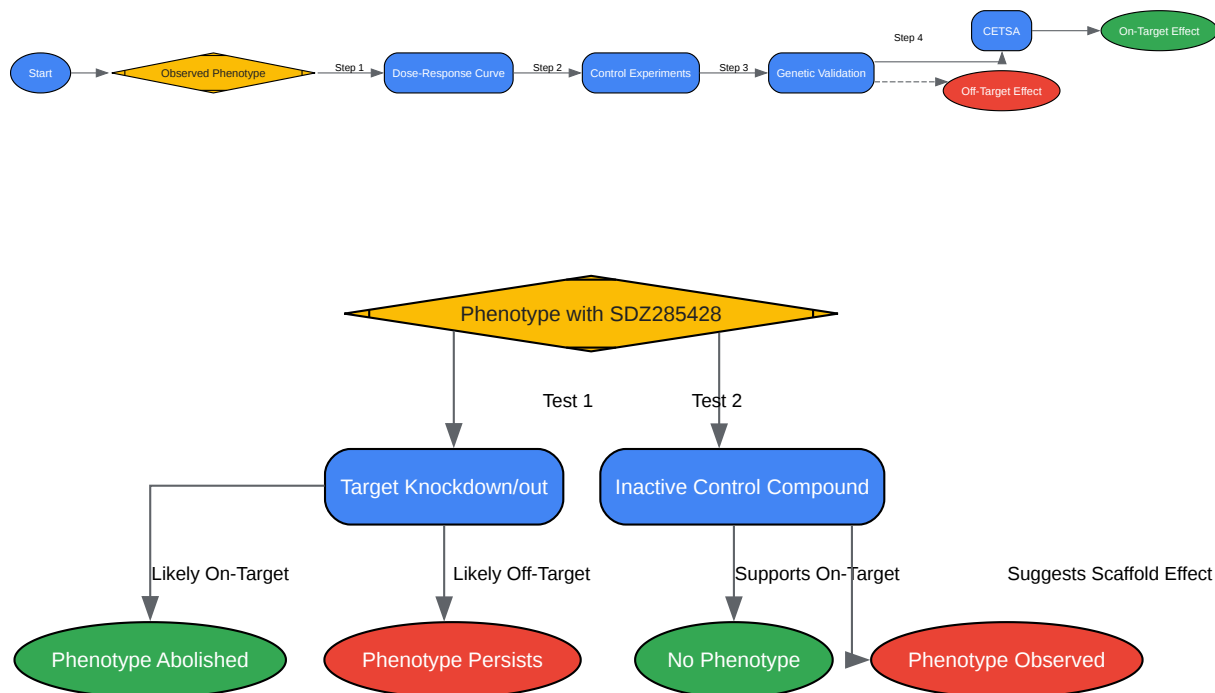 Step 4
CETSA
On-Target Effect
Start
Observed Phenotype
Step 1
Dose-Response Curve
Step 2
Control Experiments
Step 3
Genetic Validation
Off-Target Effect
Phenotype with SDZ285428
Test 1
Test 2
Target Knockdown/out
Inactive Control Compound
Likely On-Target
Likely Off-Target
Supports On-Target
Suggests Scaffold Effect
Phenotype Abolished
Phenotype Persists
No Phenotype
Phenotype Observed